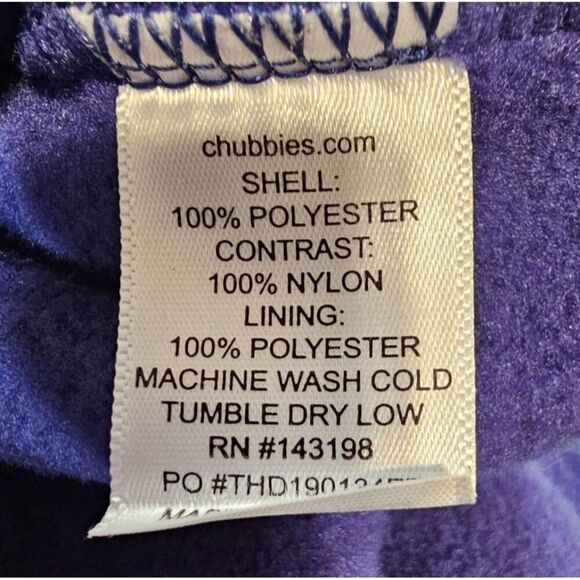 chubbies.com
SHELL:
100% POLYESTER
CONTRAST:
100% NYLON
LINING:
100% POLYESTER
MACHINE WASH COLD
TUMBLE DRY LOW
RN #143198
PO